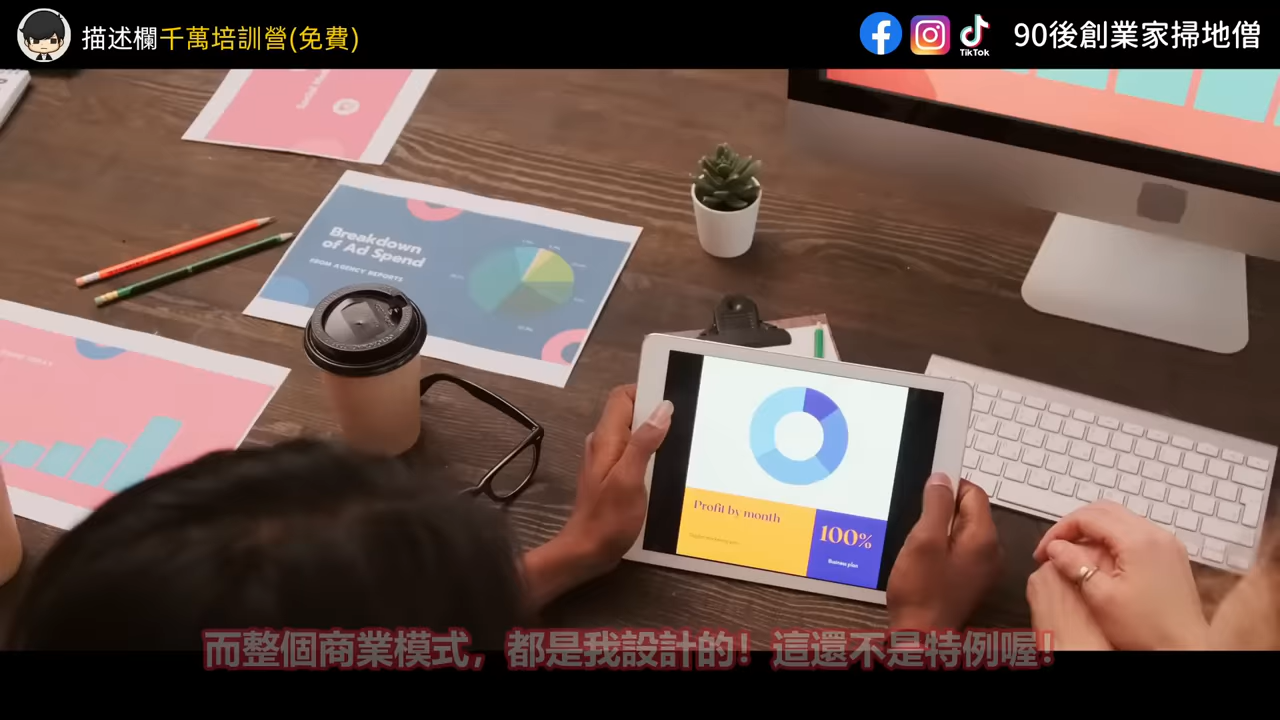 描述欄千萬培訓營(免費)
TikTok
90後創業家掃地僧
Social Me
Breakdown
of Ad Spend
FROM AGENCY REPORTS
Profit by month
100%
Business plan
而整個商業模式，都是我設計的！這還不是特例喔！